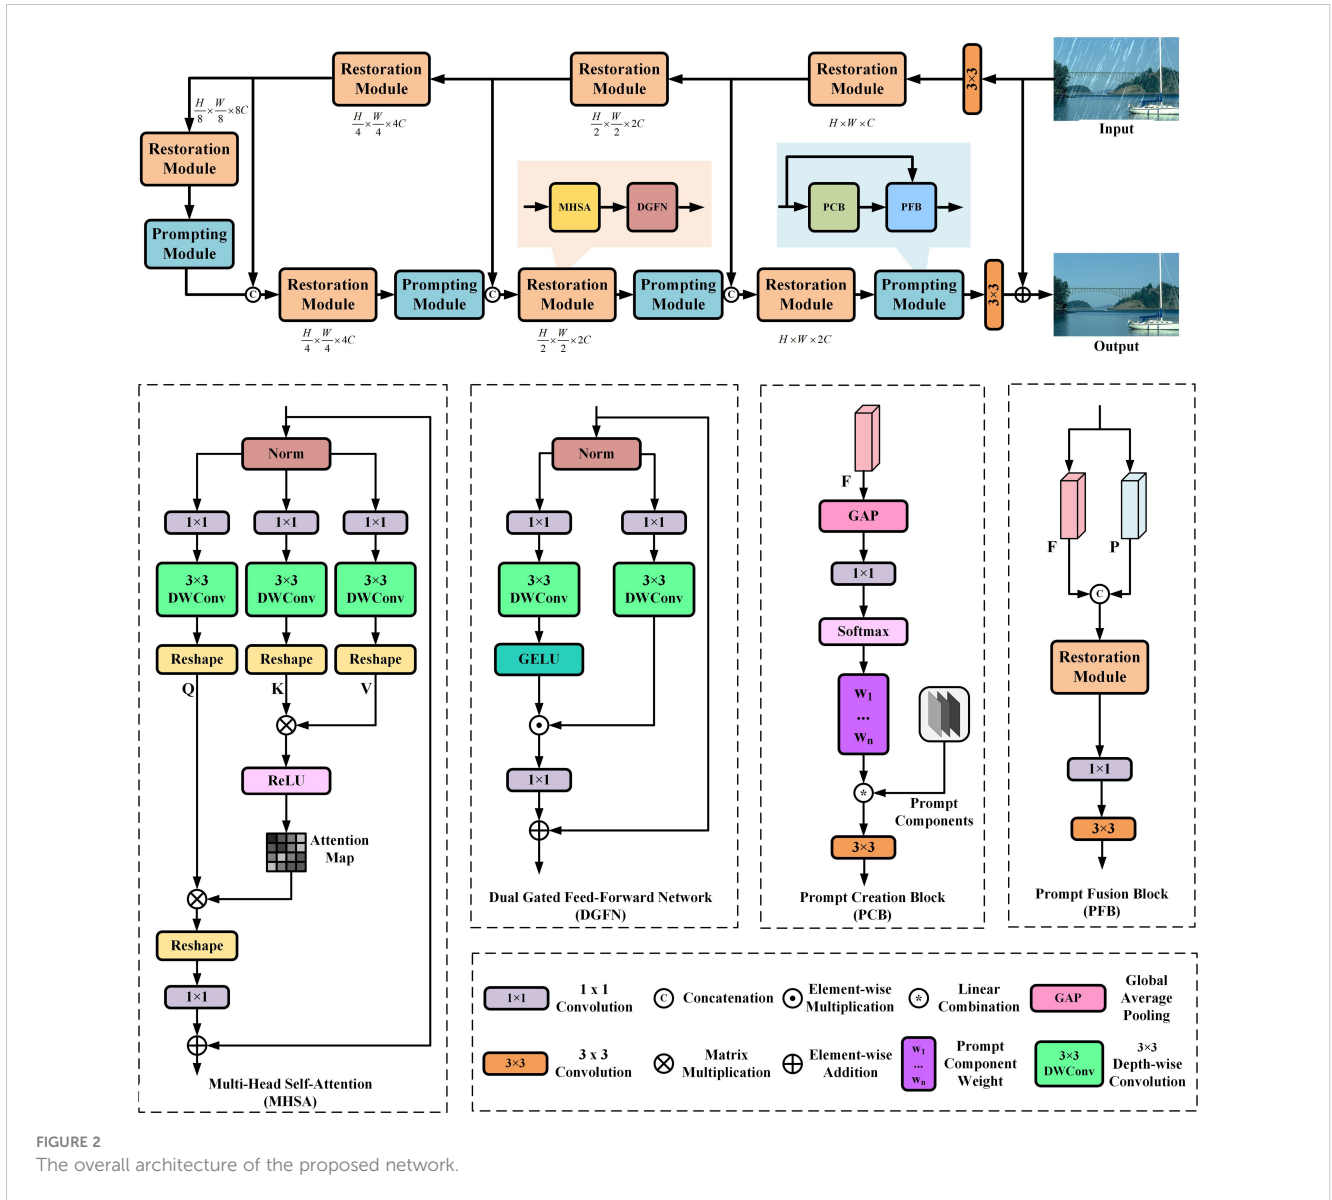 Restoration
Module
Restoration
Module
Restoration
Module
3×3
Input
H/8 × W/8 × 8C
H/4 × W/4 × 4C
H/2 × W/2 × 2C
H×W×C
Restoration
Module
MHSA
DGFN
PCB
PFB
Prompting
Module
C
Restoration
Module
Prompting
Module
C
Restoration
Module
Prompting
Module
C
Restoration
Module
Prompting
Module
3×3
Output
H/4 × W/4 × 4C
H/2 × W/2 × 2C
H×W×2C
Norm
1×1
1×1
1×1
3×3
DWConv
3×3
DWConv
3×3
DWConv
Reshape
Reshape
Reshape
Q
K
V
ReLU
Attention
Map
Reshape
1×1
Multi-Head Self-Attention
(MHSA)
Norm
1×1
1×1
3×3
DWConv
3×3
DWConv
GELU
1×1
Dual Gated Feed-Forward Network
(DGFN)
F
GAP
1×1
Softmax
w1
...
wn
*
Prompt
Components
3×3
Prompt Creation Block
(PCB)
F
P
C
Restoration
Module
1×1
3×3
Prompt Fusion Block
(PFB)
1×1
1 x 1
Convolution
C
Concatenation
Element-wise
Multiplication
*
Linear
Combination
GAP
Global
Average
Pooling
3×3
3 x 3
Convolution
Matrix
Multiplication
Element-wise
Addition
w1
...
wn
Prompt
Component
Weight
3×3
DWConv
3×3
Depth-wise
Convolution
FIGURE 2
The overall architecture of the proposed network.